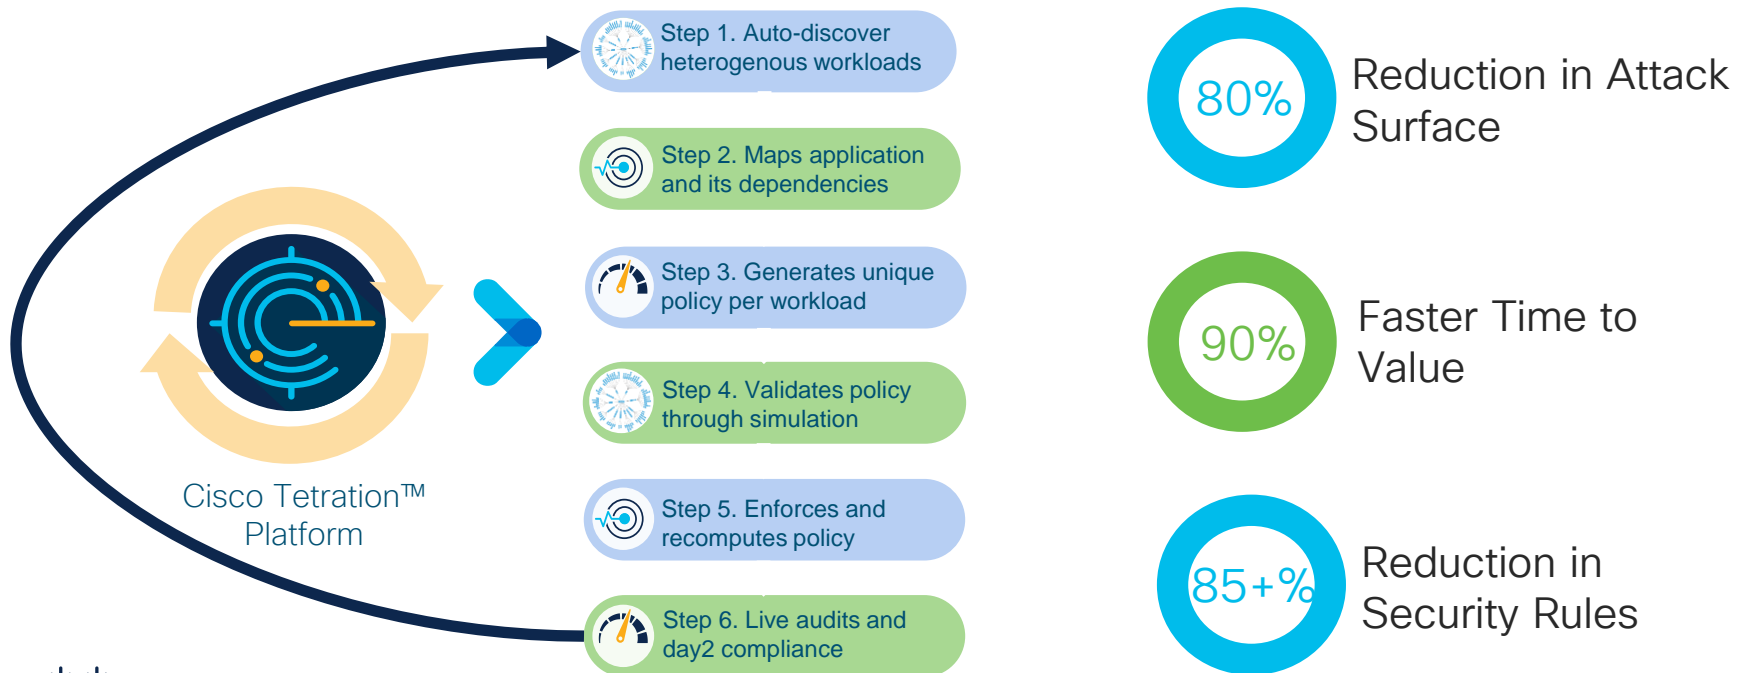 Step 1. Auto-discover
heterogenous workloads
Step 2. Maps application
and its dependencies
Step 3. Generates unique
policy per workload
Step 4. Validates policy
through simulation
Step 5. Enforces and
recomputes policy
Step 6. Live audits and
day2 compliance
Cisco Tetration™
Platform
80%
Reduction in Attack
Surface
90%
Faster Time to
Value
85+%
Reduction in
Security Rules